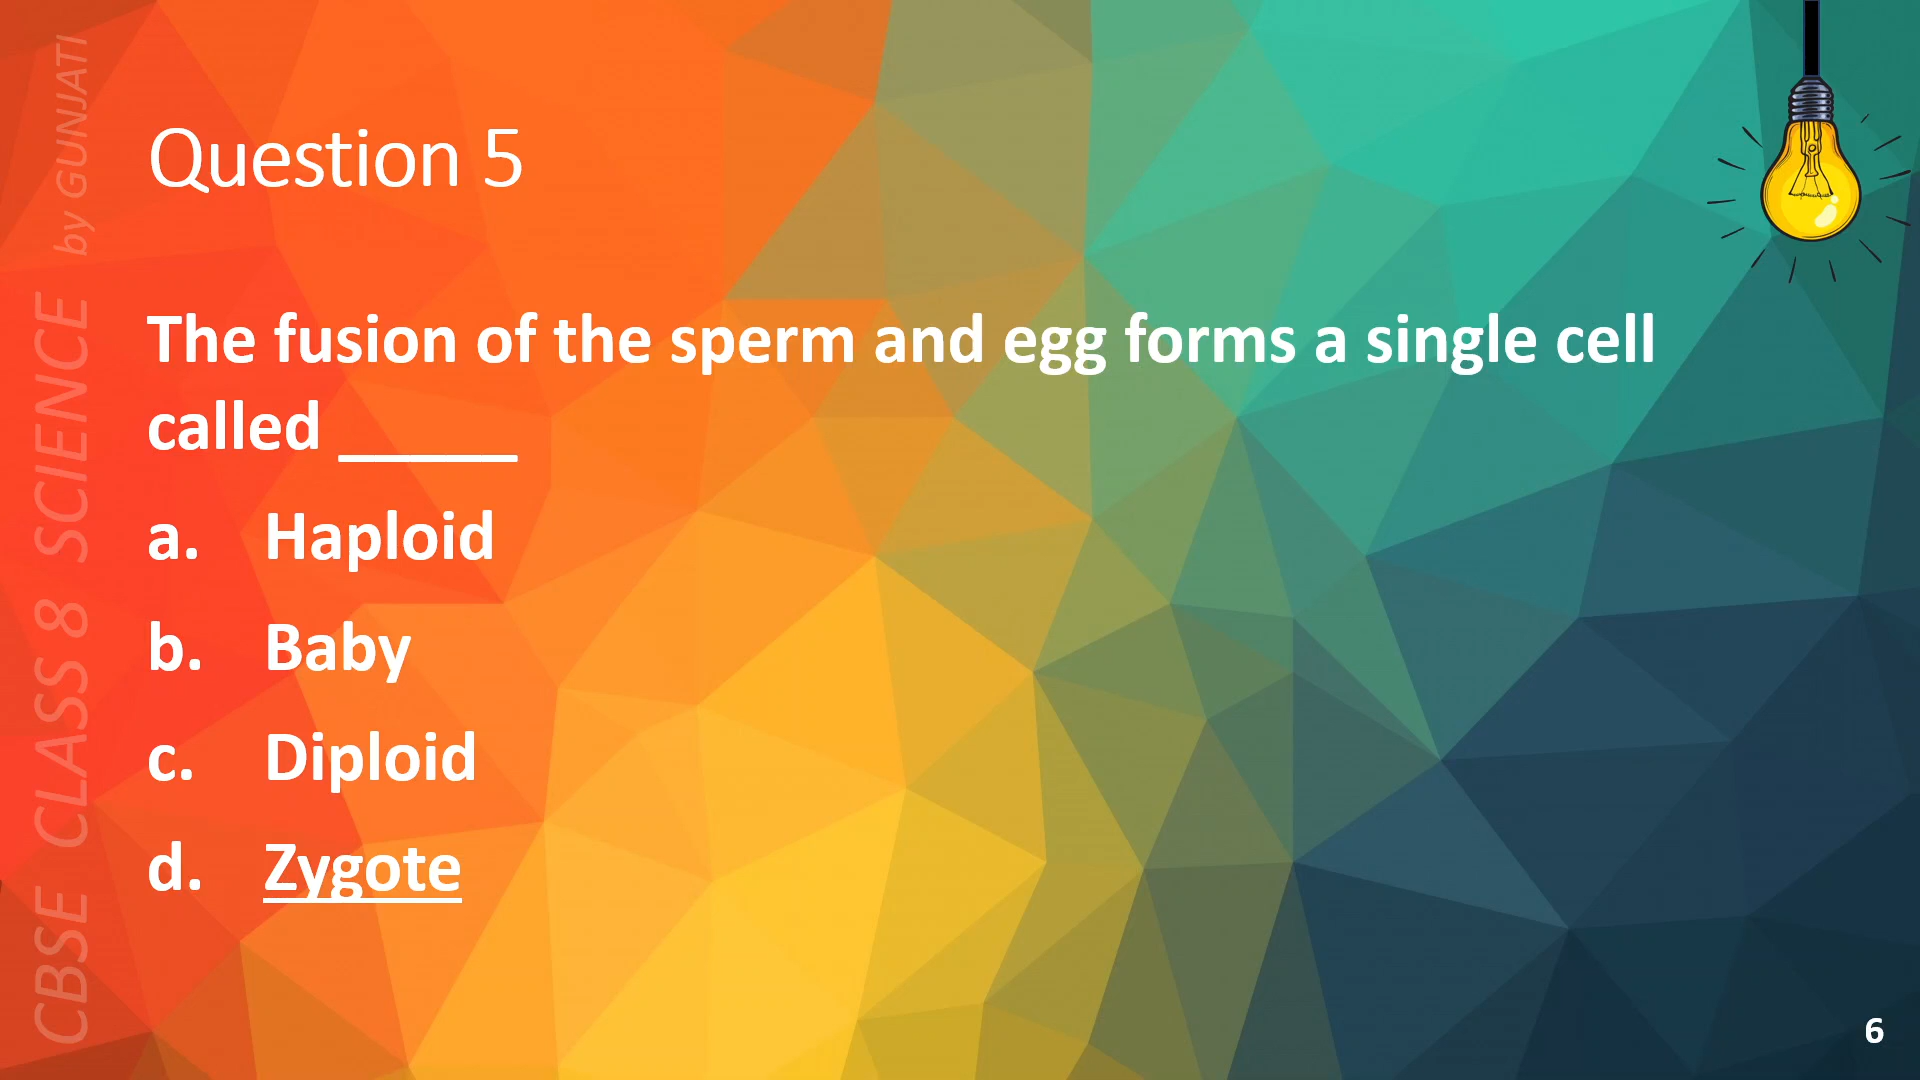 Question 5
The fusion of the sperm and egg forms a single cell
called _____
a. Haploid
b. Baby
c. Diploid
d. Zygote
CBSE CLASS 8 SCIENCE by GUNJATI
6